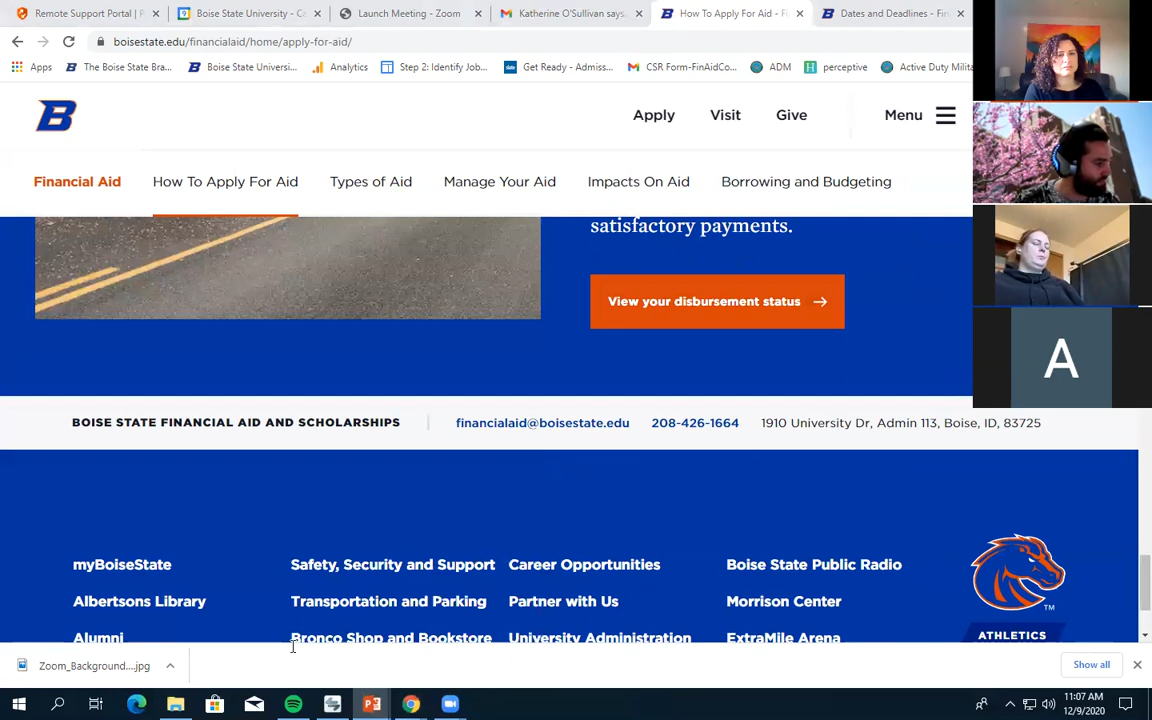 Remote Support Portal | P
Boise State University - Ca
Launch Meeting - Zoom
Katherine O'Sullivan says,
How To Apply For Aid - Fi
Dates and Deadlines - Fin
boisestate.edu/financialaid/home/apply-for-aid/
Apps
The Boise State Bra...
Boise State Universi...
Analytics
Step 2: Identify Job...
Get Ready - Admiss...
CSR Form-FinAidCo...
ADM
perceptive
Active Duty Milita
B
Apply
Visit
Give
Menu
Financial Aid
How To Apply For Aid
Types of Aid
Manage Your Aid
Impacts On Aid
Borrowing and Budgeting
satisfactory payments.
View your disbursement status →
A
BOISE STATE FINANCIAL AID AND SCHOLARSHIPS
financialaid@boisestate.edu
208-426-1664
1910 University Dr, Admin 113, Boise, ID, 83725
myBoiseState
Safety, Security and Support
Career Opportunities
Boise State Public Radio
Albertsons Library
Transportation and Parking
Partner with Us
Morrison Center
TM
Alumni
Bronco Shop and Bookstore
University Administration
ExtraMile Arena
ATHLETICS
Zoom_Background....jpg
Show all
11:07 AM
12/9/2020